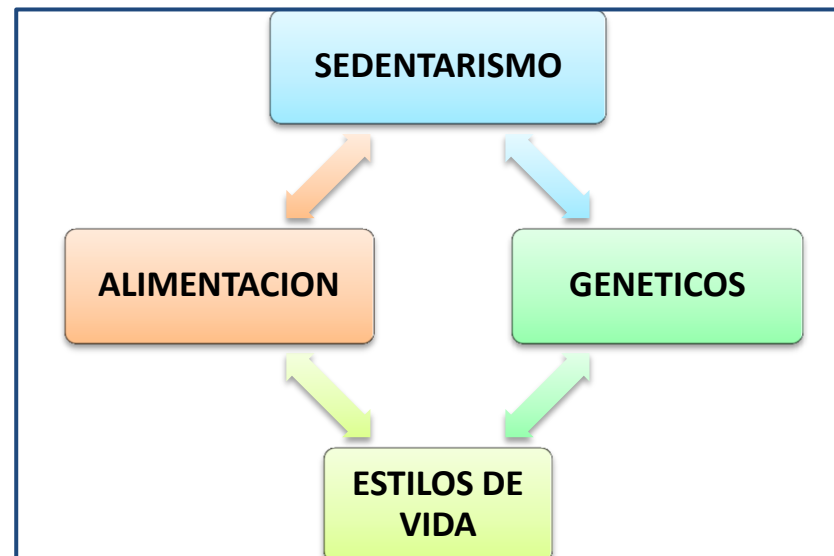 SEDENTARISMO
ALIMENTACION
GENETICOS
ESTILOS DE
VIDA